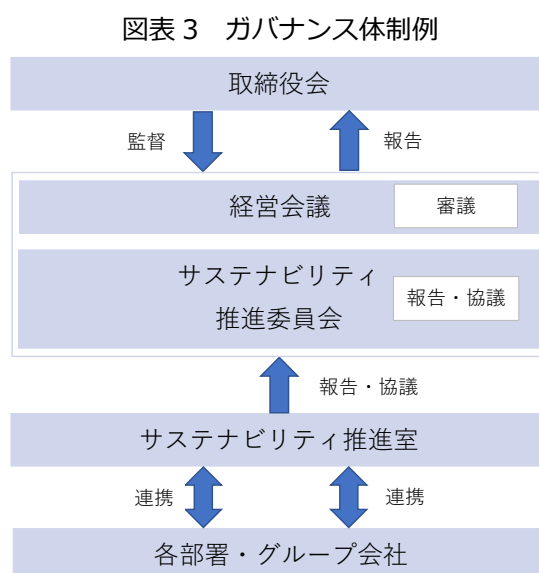 図表3 ガバナンス体制例
取締役会
監督
報告
経営会議
審議
サステナビリティ
推進委員会
報告・協議
報告・協議
サステナビリティ推進室
連携
連携
各部署・グループ会社